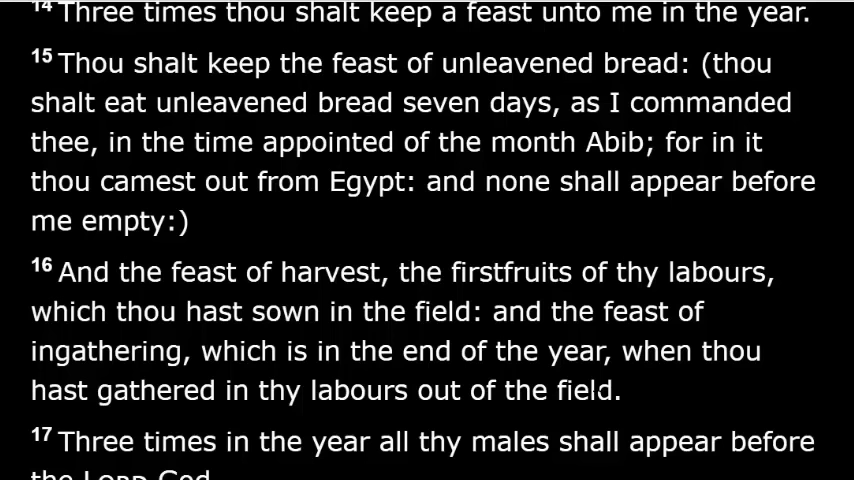 14 Three times thou shalt keep a feast unto me in the year.
15 Thou shalt keep the feast of unleavened bread: (thou
shalt eat unleavened bread seven days, as I commanded
thee, in the time appointed of the month Abib; for in it
thou camest out from Egypt: and none shall appear before
me empty:)
16 And the feast of harvest, the firstfruits of thy labours,
which thou hast sown in the field: and the feast of
ingathering, which is in the end of the year, when thou
hast gathered in thy labours out of the field.
17 Three times in the year all thy males shall appear before
the LORD God